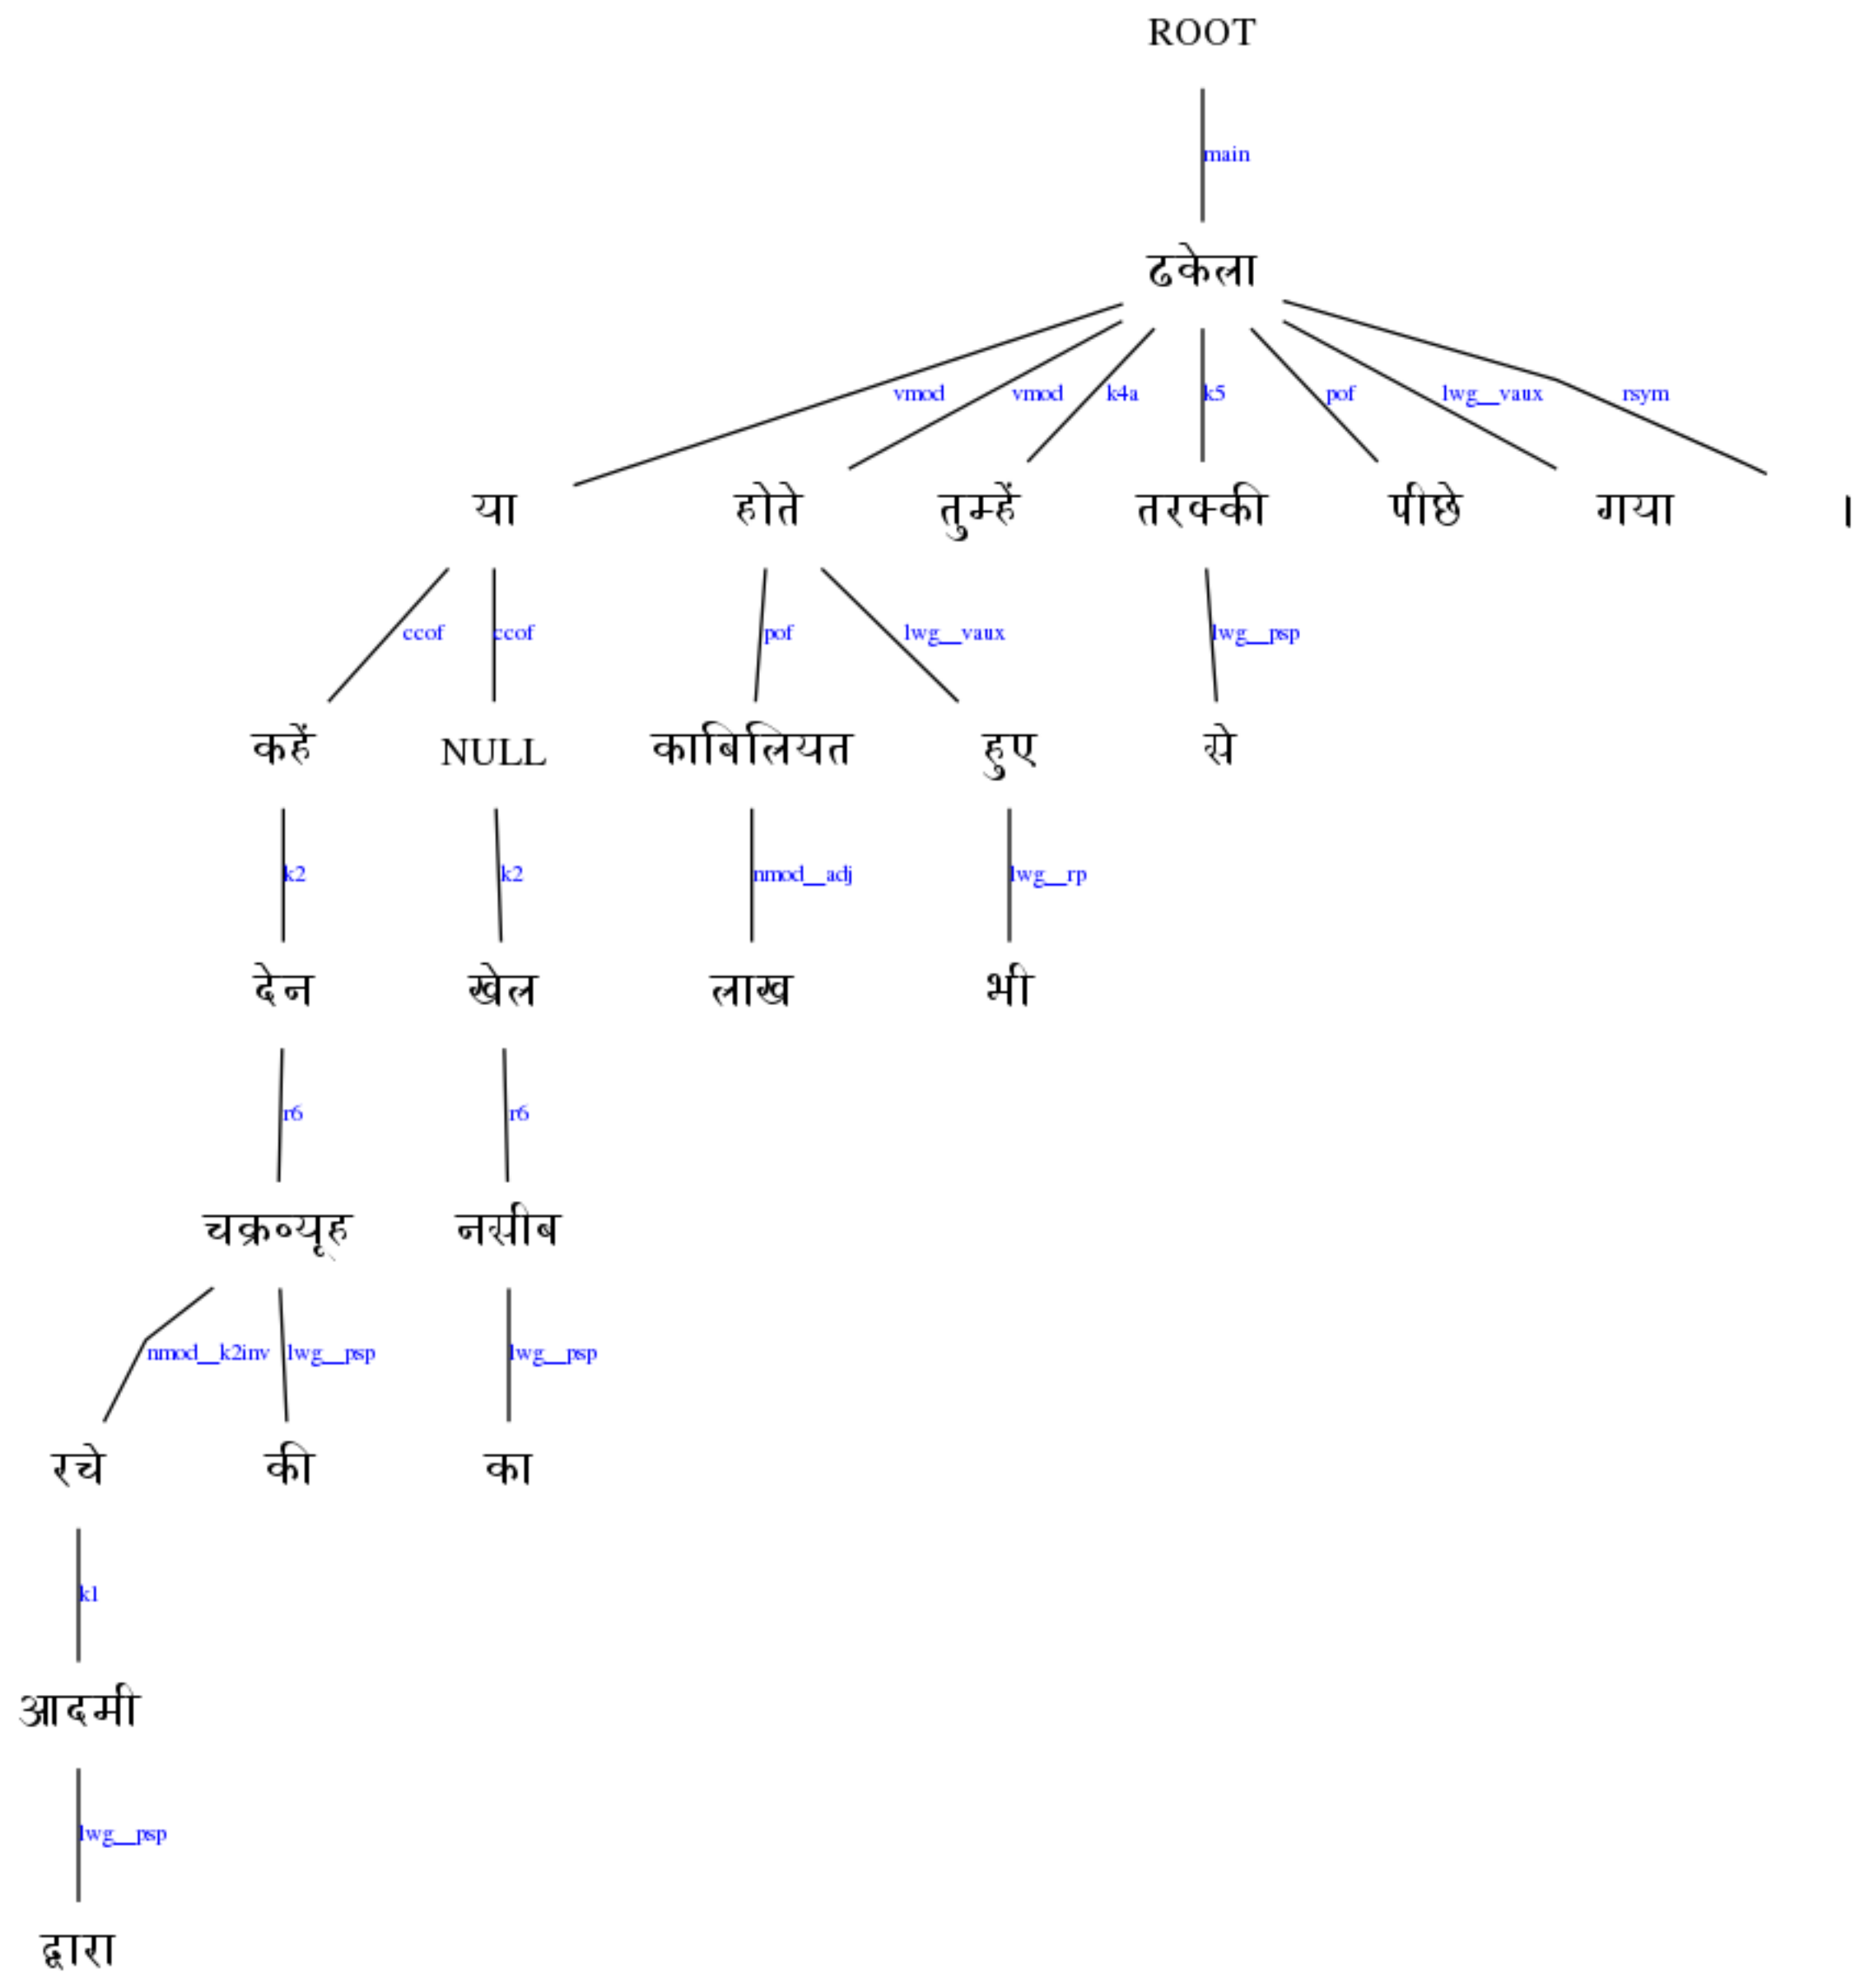 ROOT
main
ढकेला
vmod vmod k4a k5 pof lwg__vaux rsym
या होते तुम्हें तरक्की पीछे गया ।
ccof ccof pof lwg__vaux lwg__psp
कहें NULL काबिलियत हुए से
k2 k2 nmod__adj lwg__rp
देन खेल लाख भी
r6 r6
चक्रव्यूह नसीब
nmod__k2inv lwg__psp lwg__psp
रचे की का
k1
आदमी
lwg__psp
द्वारा